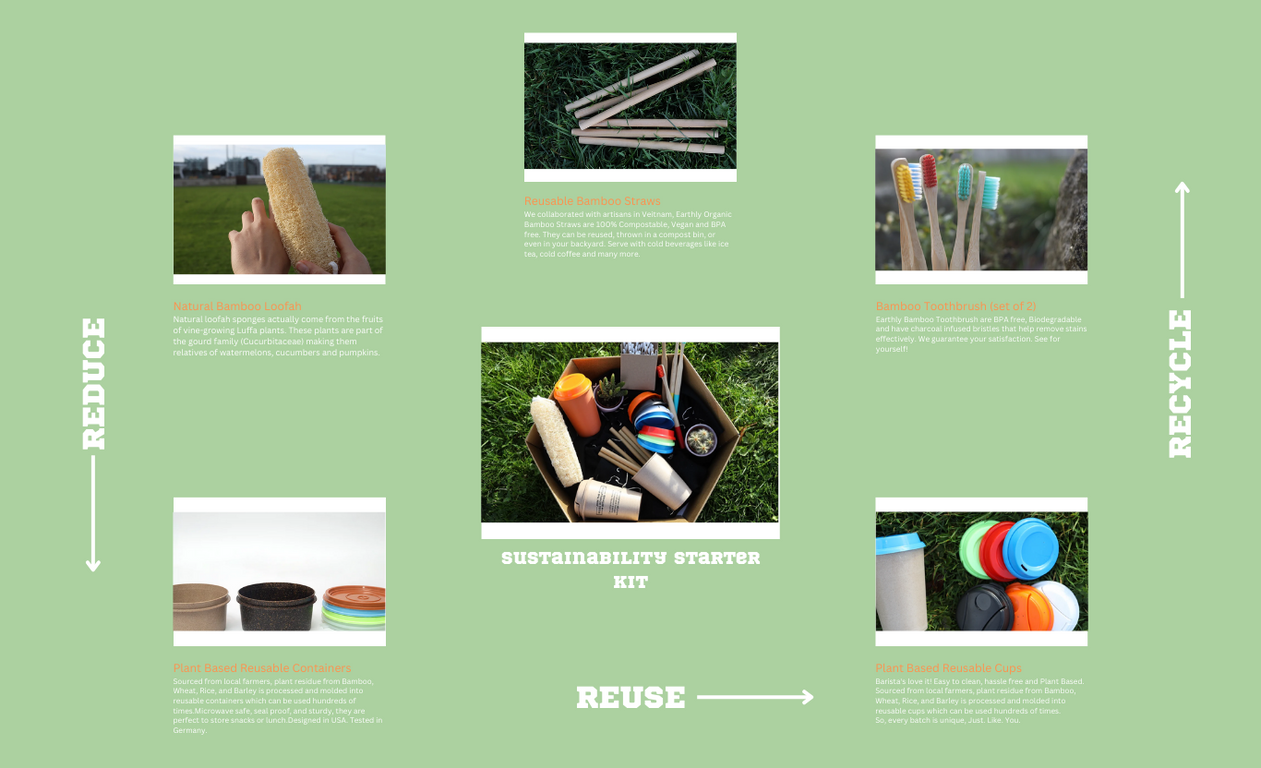 Reusable Bamboo Straws
We collaborated with artisans in Veitnam, Earthly Organic
Bamboo Straws are 100% Compostable, Vegan and BPA
free. They can be reused, thrown in a compost bin, or
even in your backyard. Serve with cold beverages like ice
tea, cold coffee and many more.
Natural Bamboo Loofah
Natural loofah sponges actually come from the fruits
of vine-growing Luffa plants. These plants are part of
the gourd family (Cucurbitaceae) making them
relatives of watermelons, cucumbers and pumpkins.
Bamboo Toothbrush (set of 2)
Earthly Bamboo Toothbrush are BPA free, Biodegradable
and have charcoal infused bristles that help remove stains
effectively. We guarantee your satisfaction. See for
yourself!
REDUCE
RECYCLE
SUSTAINABILITY STARTER
KIT
Plant Based Reusable Containers
Sourced from local farmers, plant residue from Bamboo,
Wheat, Rice, and Barley is processed and molded into
reusable containers which can be used hundreds of
times.Microwave safe, seal proof, and sturdy, they are
perfect to store snacks or lunch.Designed in USA. Tested in
Germany.
REUSE
Plant Based Reusable Cups
Barista's love it! Easy to clean, hassle free and Plant Based.
Sourced from local farmers, plant residue from Bamboo,
Wheat, Rice, and Barley is processed and molded into
reusable cups which can be used hundreds of times.
So, every batch is unique, Just. Like. You.